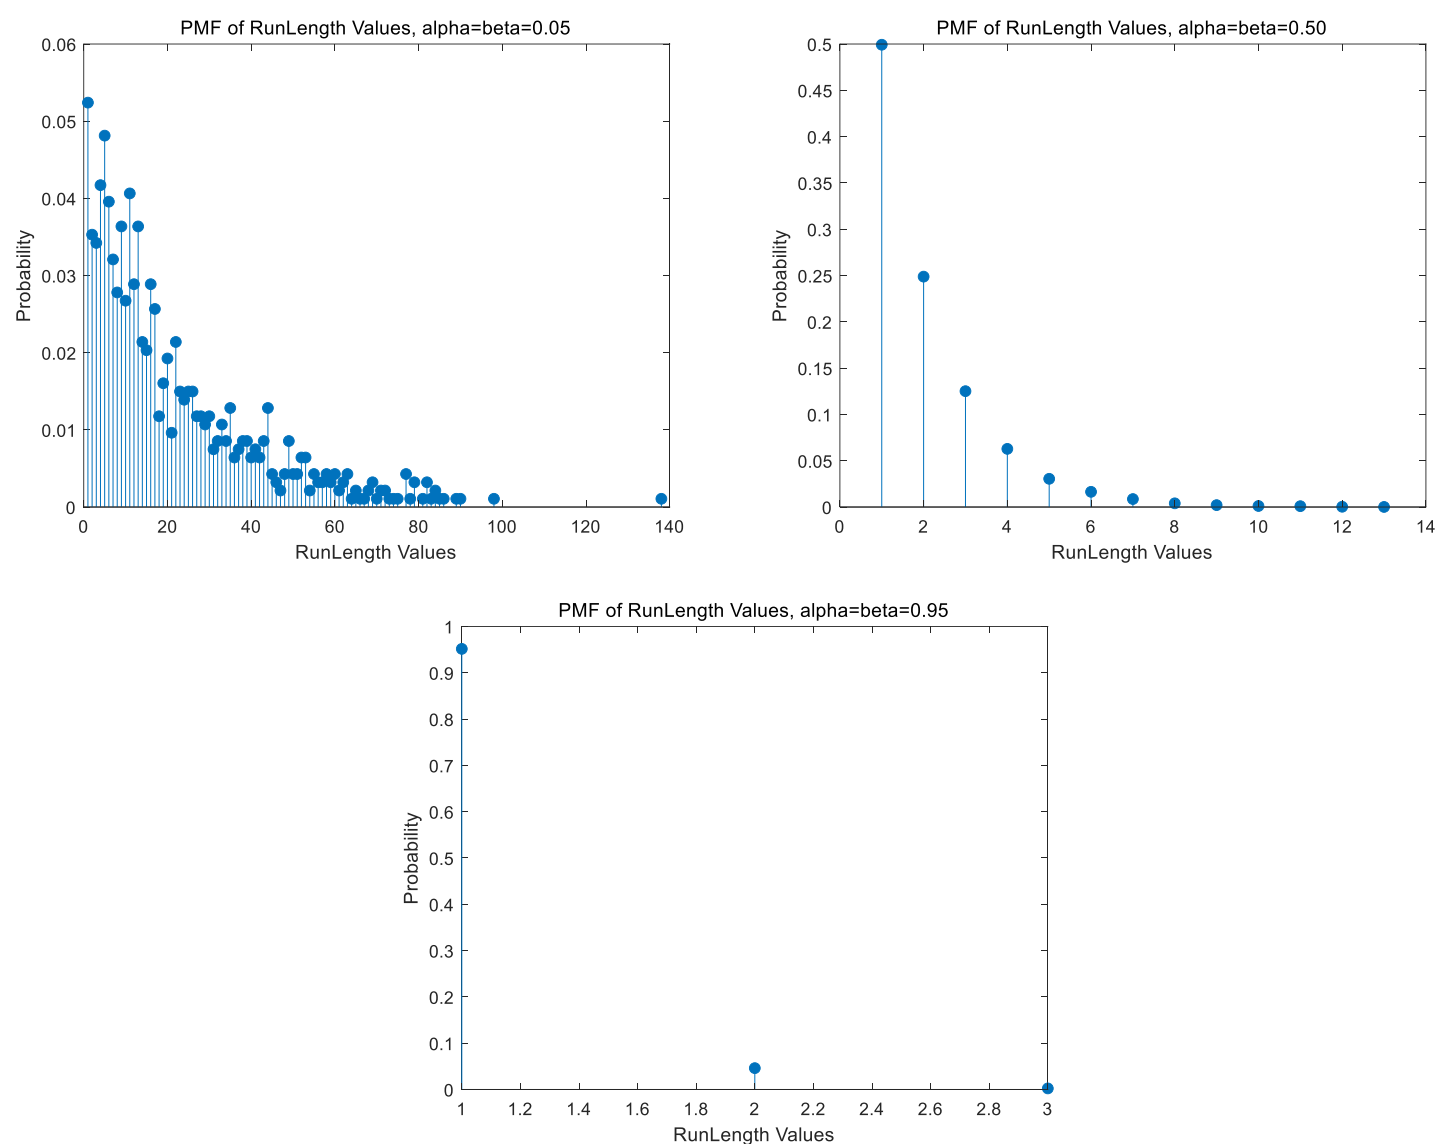 PMF of RunLength Values, alpha=beta=0.05
0.06
0.05
0.04
0.03
0.02
0.01
0
Probability
0 20 40 60 80 100 120 140
RunLength Values
PMF of RunLength Values, alpha=beta=0.50
0.5
0.45
0.4
0.35
0.3
0.25
0.2
0.15
0.1
0.05
0
Probability
0 2 4 6 8 10 12 14
RunLength Values
PMF of RunLength Values, alpha=beta=0.95
1
0.9
0.8
0.7
0.6
0.5
0.4
0.3
0.2
0.1
0
Probability
1 1.2 1.4 1.6 1.8 2 2.2 2.4 2.6 2.8 3
RunLength Values